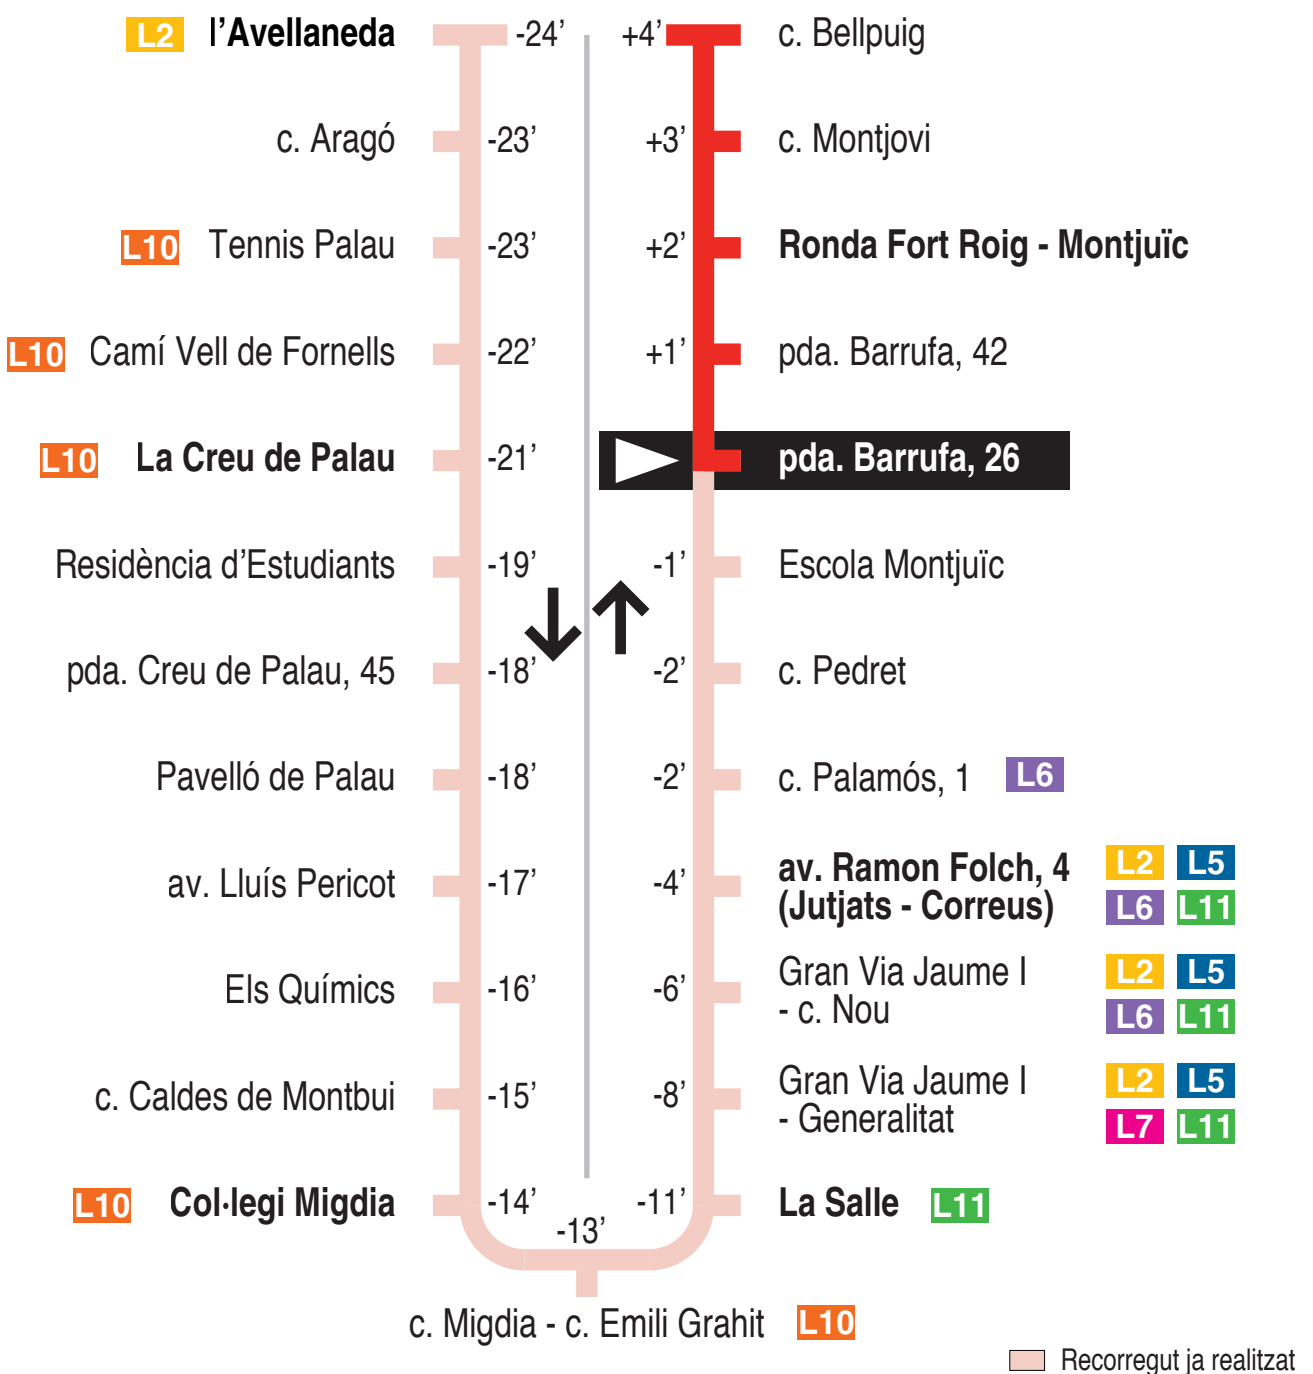 L2 l’Avellaneda -24’
c. Aragó -23’
L10 Tennis Palau -23’
L10 Camí Vell de Fornells -22’
L10 La Creu de Palau -21’
Residència d’Estudiants -19’
pda. Creu de Palau, 45 -18’
Pavelló de Palau -18’
av. Lluís Pericot -17’
Els Químics -16’
c. Caldes de Montbui -15’
L10 Col·legi Migdia -14’
-13’
c. Migdia - c. Emili Grahit L10
+4’ c. Bellpuig
+3’ c. Montjovi
+2’ Ronda Fort Roig - Montjuïc
+1’ pda. Barrufa, 42
pda. Barrufa, 26
-1’ Escola Montjuïc
-2’ c. Pedret
-2’ c. Palamós, 1 L6
-4’ av. Ramon Folch, 4 L2 L5
(Jutjats - Correus) L6 L11
-6’ Gran Via Jaume I L2 L5
- c. Nou L6 L11
-8’ Gran Via Jaume I L2 L5
- Generalitat L7 L11
-11’ La Salle L11
Recorregut ja realitzat